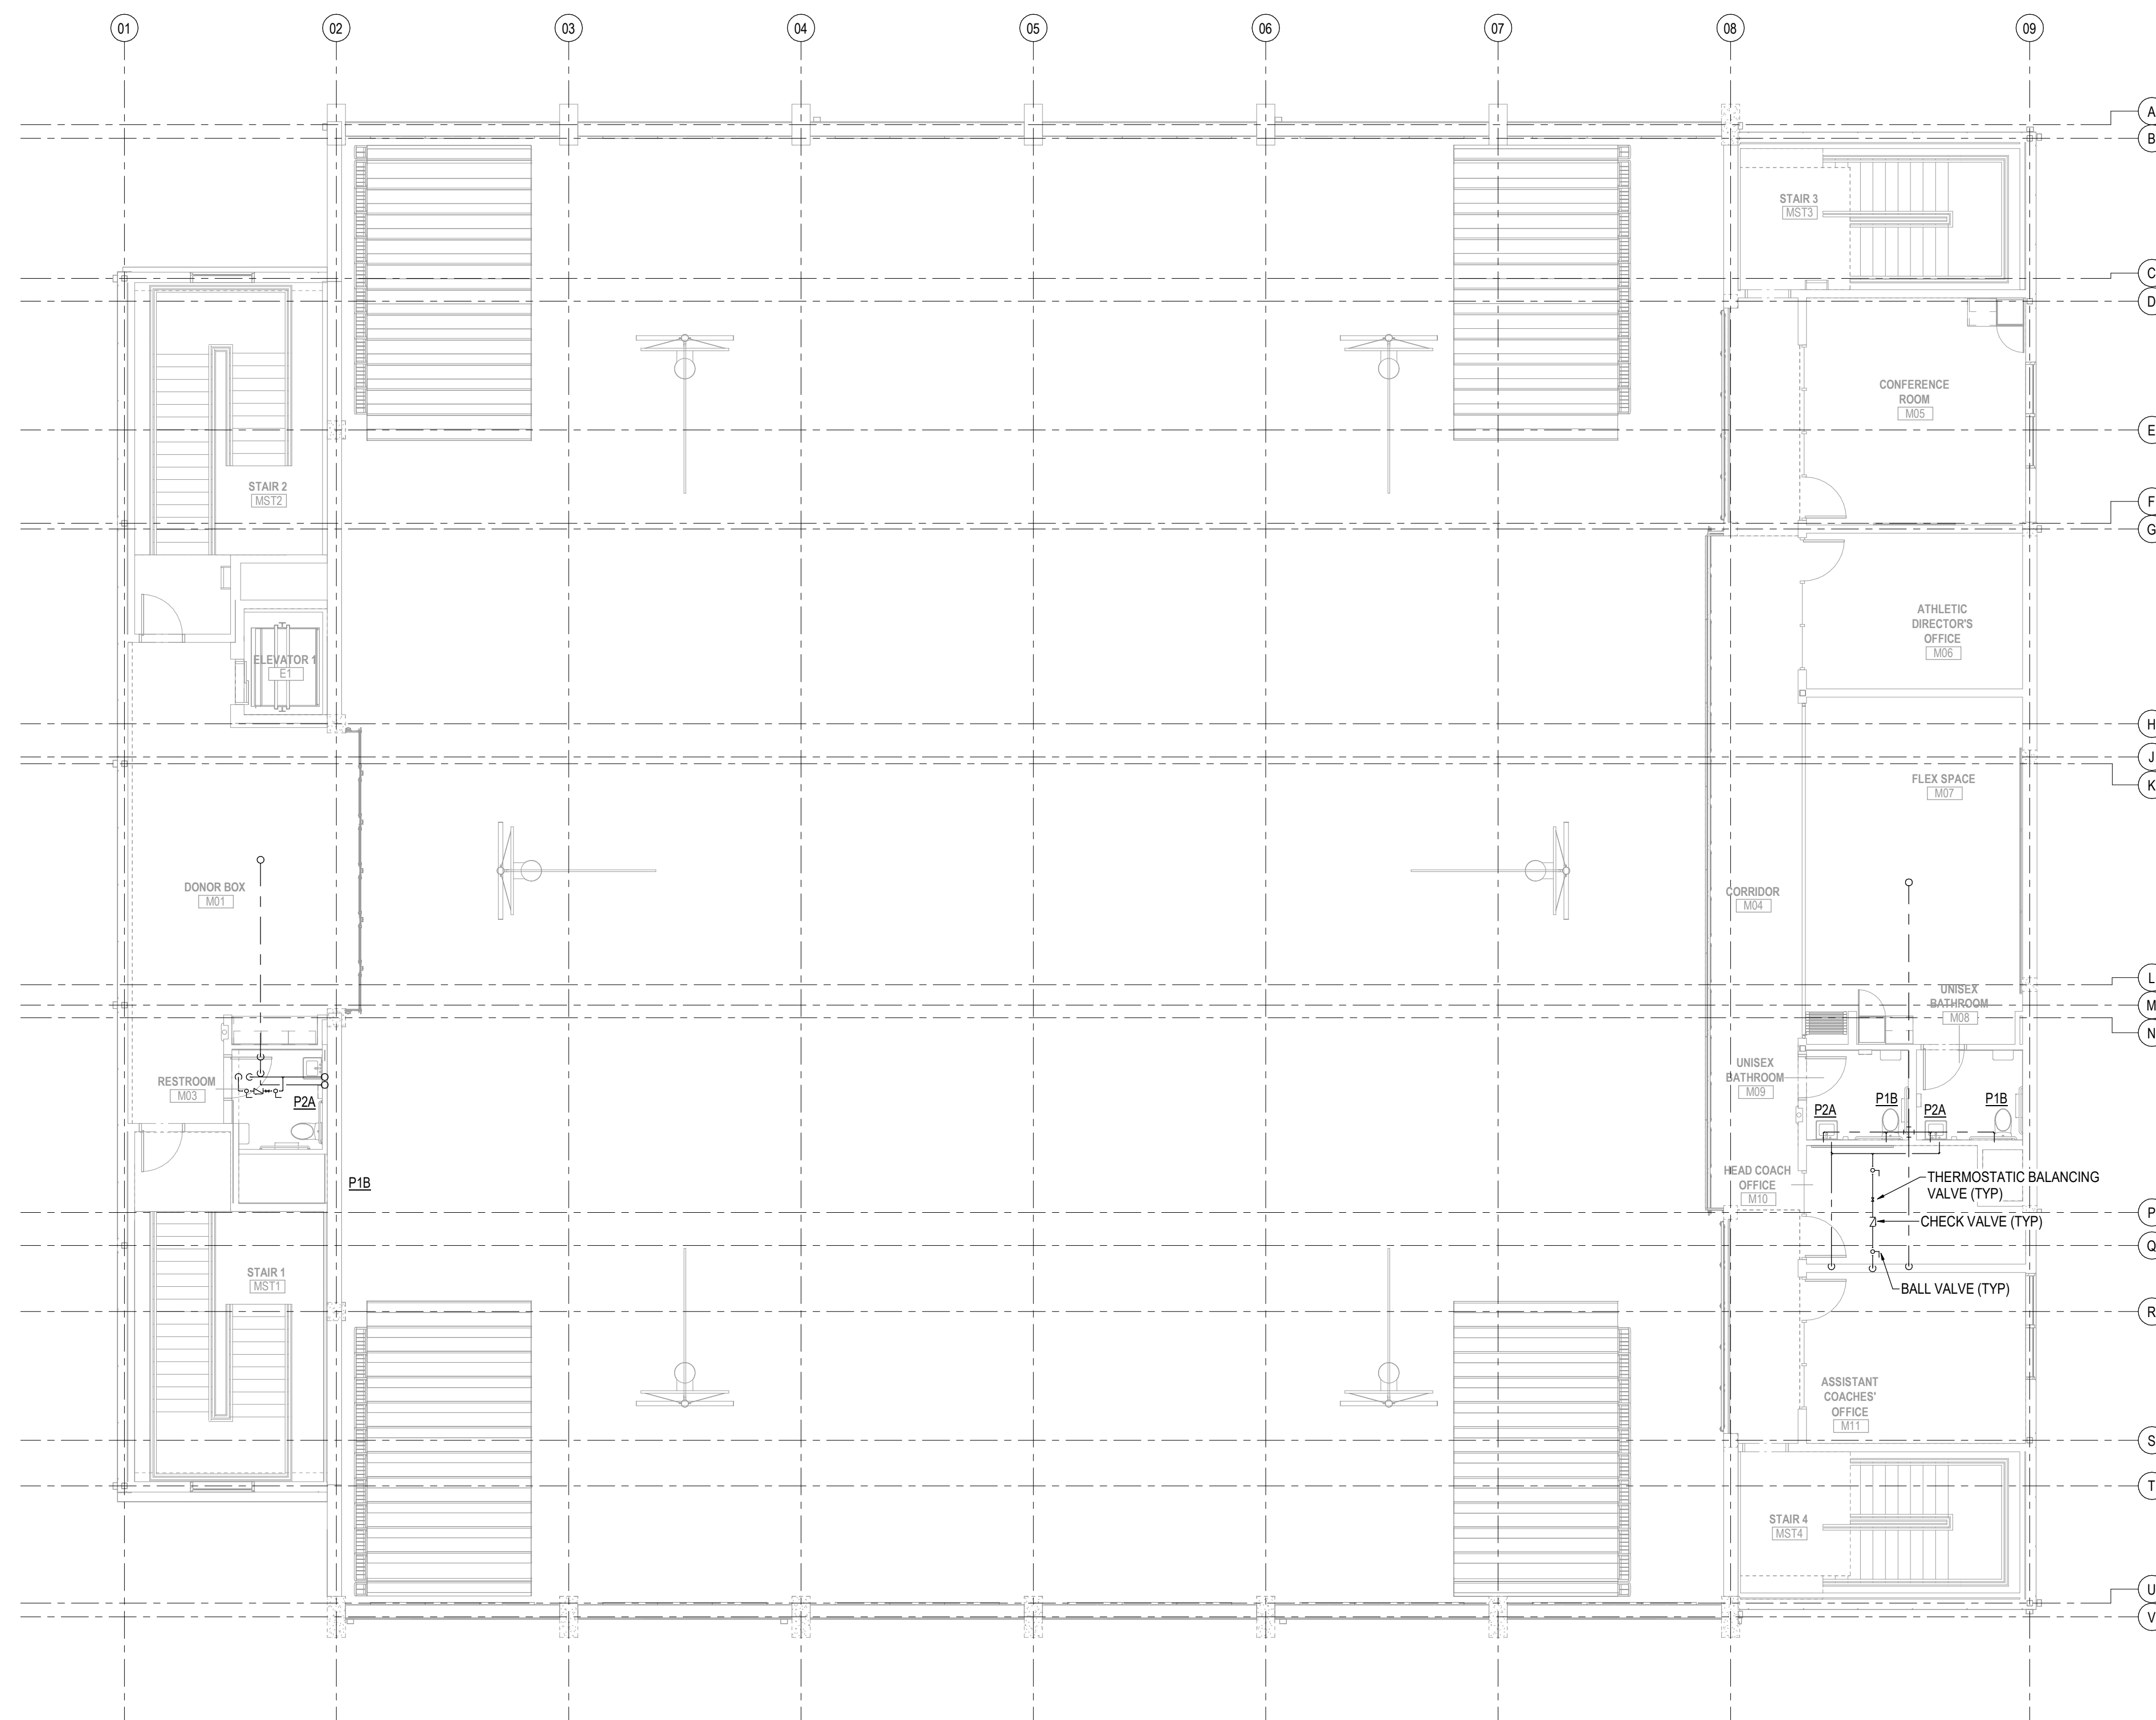 01 02 03 04 05 06 07 08 09
A
B
STAIR 3
MST3
C
D
CONFERENCE
ROOM
M05
E
STAIR 2
MST2
F
G
ATHLETIC
DIRECTOR'S
OFFICE
M06
ELEVATOR 1
E1
H
J
K
FLEX SPACE
M07
DONOR BOX
M01
CORRIDOR
M04
L
UNISEX
BATHROOM
M08
M
N
UNISEX
BATHROOM
M09
RESTROOM
M03
P2A
P2A
P1B
P2A
P1B
P1B
HEAD COACH
OFFICE
M10
THERMOSTATIC BALANCING
VALVE (TYP)
P
CHECK VALVE (TYP)
Q
STAIR 1
MST1
BALL VALVE (TYP)
R
ASSISTANT
COACHES'
OFFICE
M11
S
T
STAIR 4
MST4
U
V